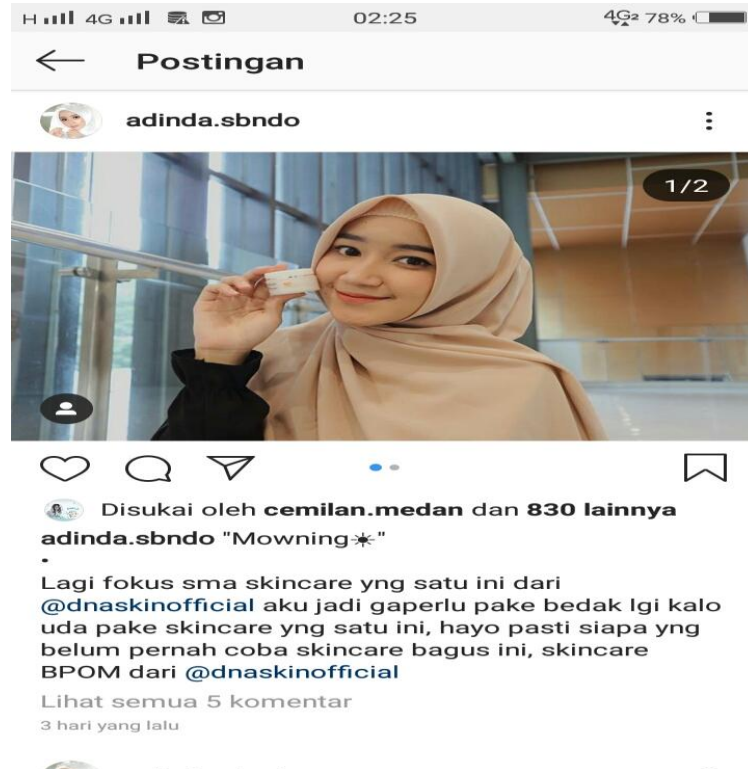 H 4G 02:25 4G2 78%
Postingan
adinda.sbndo
1/2
Disukai oleh cemilan.medan dan 830 lainnya
adinda.sbndo "Mowning☀"
•
Lagi fokus sma skincare yng satu ini dari
@dnaskinofficial aku jadi gaperlu pake bedak lgi kalo
uda pake skincare yng satu ini, hayo pasti siapa yng
belum pernah coba skincare bagus ini, skincare
BPOM dari @dnaskinofficial
Lihat semua 5 komentar
3 hari yang lalu